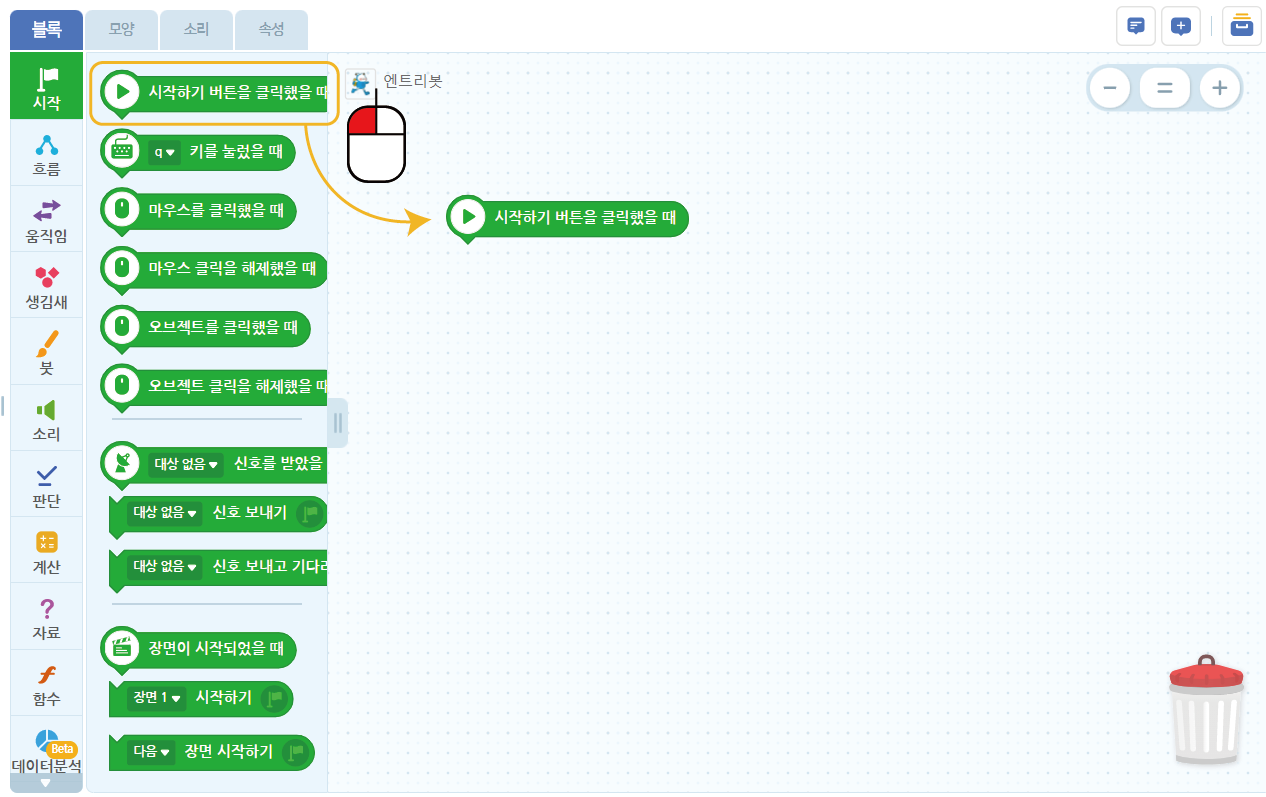 블록 모양 소리 속성
시작
흐름
움직임
생김새
붓
소리
판단
계산
자료
함수
Beta
데이터분석
시작하기 버튼을 클릭했을 때
q 키를 눌렀을 때
마우스를 클릭했을 때
마우스 클릭을 해제했을 때
오브젝트를 클릭했을 때
오브젝트 클릭을 해제했을 때
대상 없음 신호를 받았을
대상 없음 신호 보내기
대상 없음 신호 보내고 기다리
장면이 시작되었을 때
장면 1 시작하기
다음 장면 시작하기
엔트리봇
시작하기 버튼을 클릭했을 때